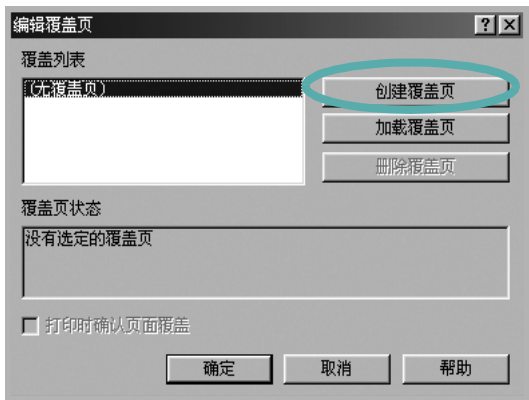 编辑覆盖页
覆盖列表
(无覆盖页)
创建覆盖页
加载覆盖页
删除覆盖页
覆盖页状态
没有选定的覆盖页
打印时确认页面覆盖
确定
取消
帮助